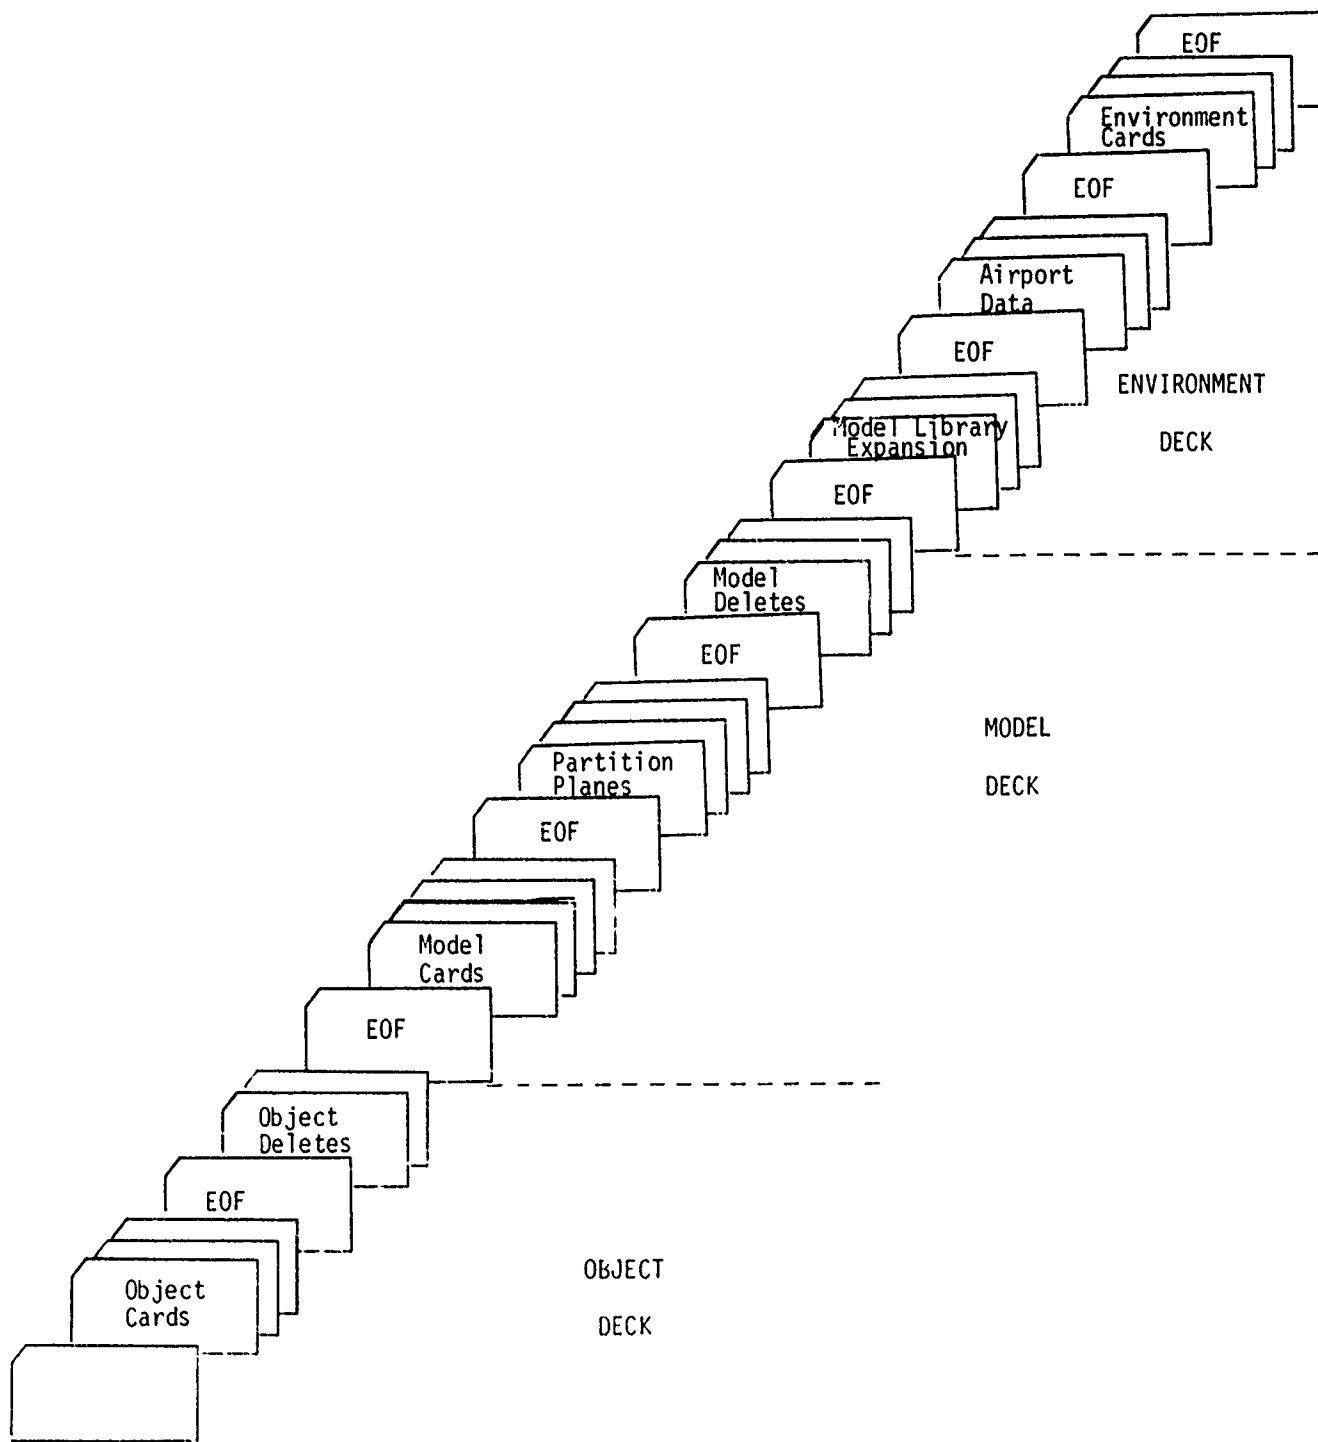 EOF
Environment
Cards
EOF
Airport
Data
EOF
ENVIRONMENT
DECK
Model Library
Expansion
EOF
Model
Deletes
EOF
MODEL
DECK
Partition
Planes
EOF
Model
Cards
EOF
Object
Deletes
EOF
OBJECT
DECK
Object
Cards